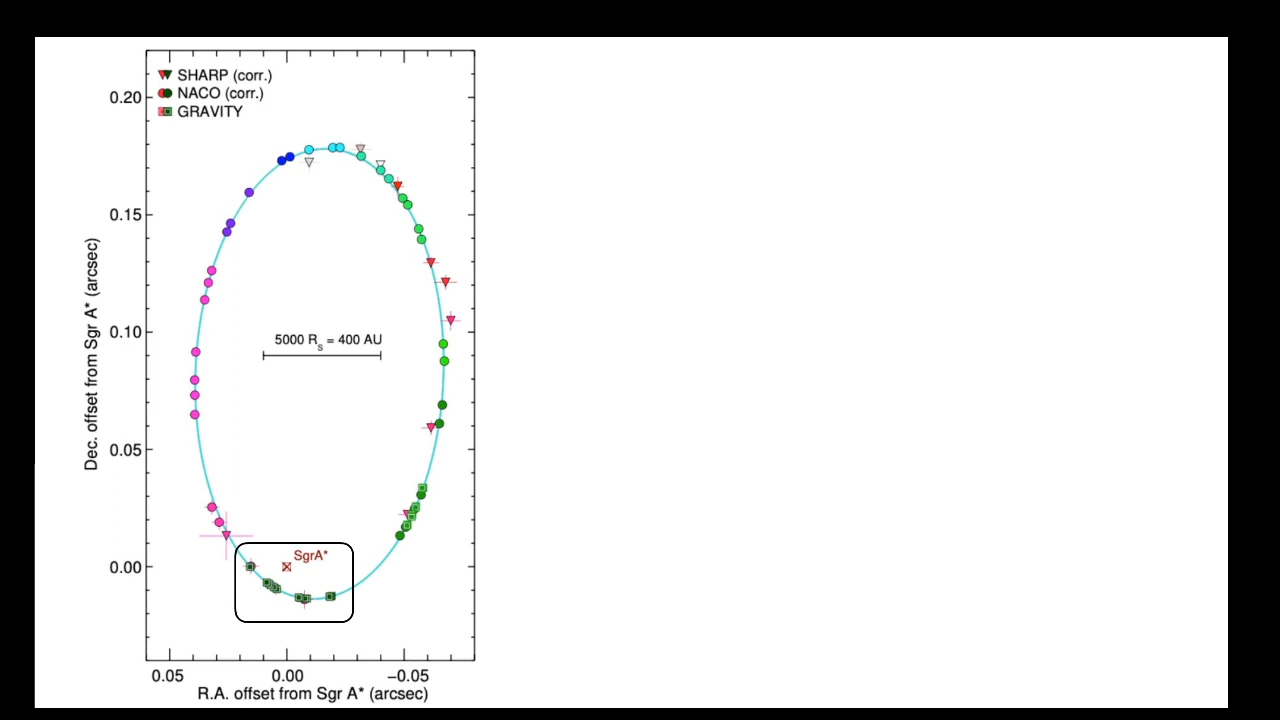 SHARP (corr.)
NACO (corr.)
GRAVITY
0.20
0.15
0.10
0.05
0.00
Dec. offset from Sgr A* (arcsec)
5000 Rs = 400 AU
SgrA*
0.05 0.00 −0.05
R.A. offset from Sgr A* (arcsec)